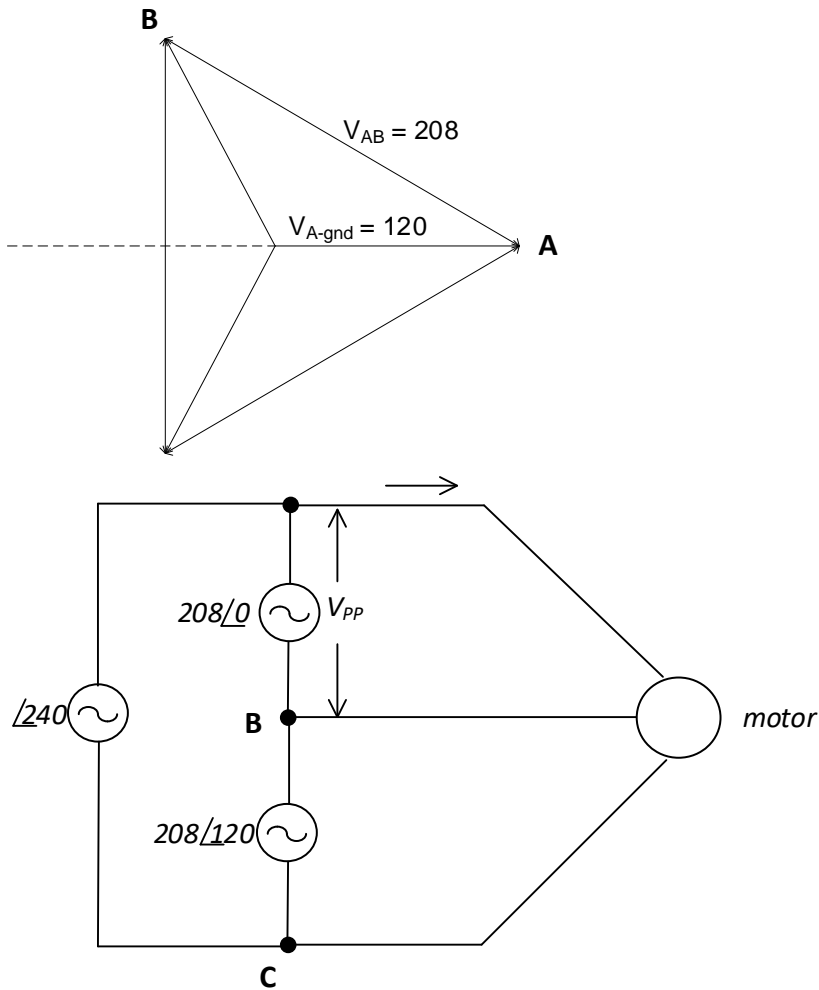 B
V_AB = 208
V_A-gnd = 120
A
208/0
V_PP
/240
B
motor
208/120
C